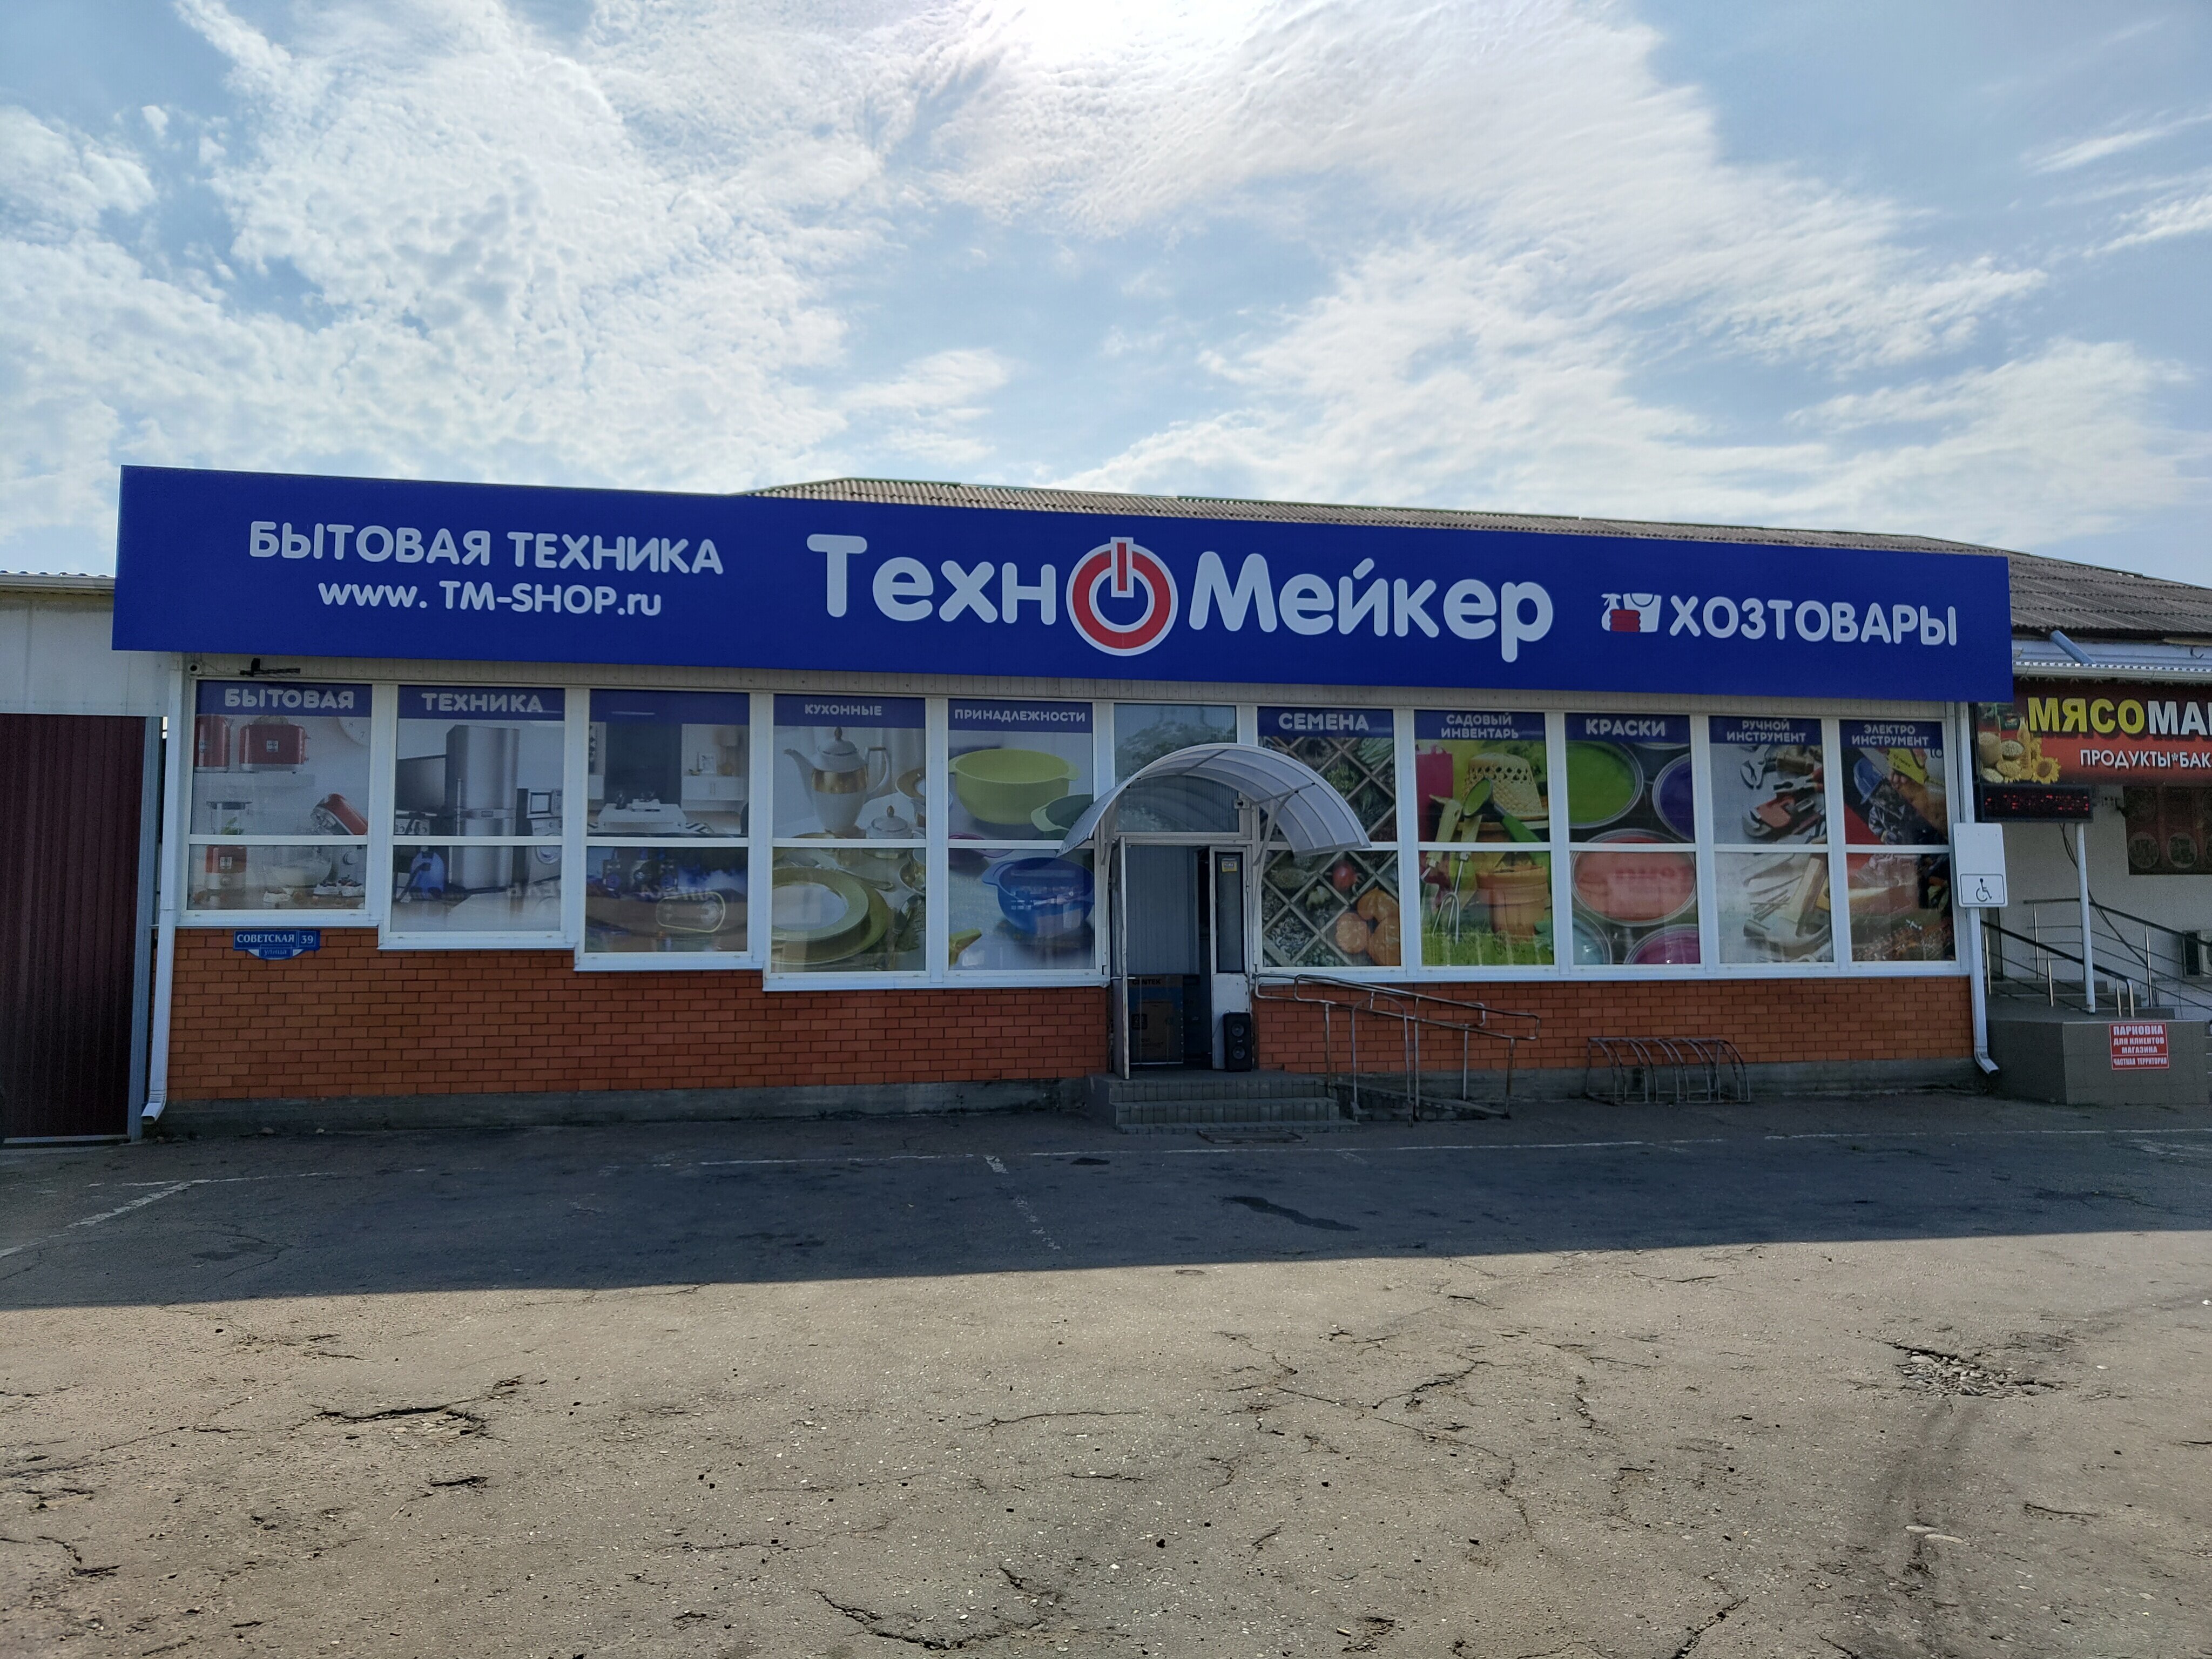 БЫТОВАЯ ТЕХНИКА
www. TM-SHOP.ru
ТехноМейкер
ХОЗТОВАРЫ
БЫТОВАЯ
ТЕХНИКА
КУХОННЫЕ
ПРИНАДЛЕЖНОСТИ
СЕМЕНА
САДОВЫЙ
ИНВЕНТАРЬ
КРАСКИ
РУЧНОЙ
ИНСТРУМЕНТ
ЭЛЕКТРО
ИНСТРУМЕНТ
МЯСОМА
ПРОДУКТЫ*БАК
СОВЕТСКАЯ 39
улица
CENTEK
ПАРКОВКА
ДЛЯ КЛИЕНТОВ
МАГАЗИНА
ЧАСТНАЯ ТЕРРИТОРИЯ